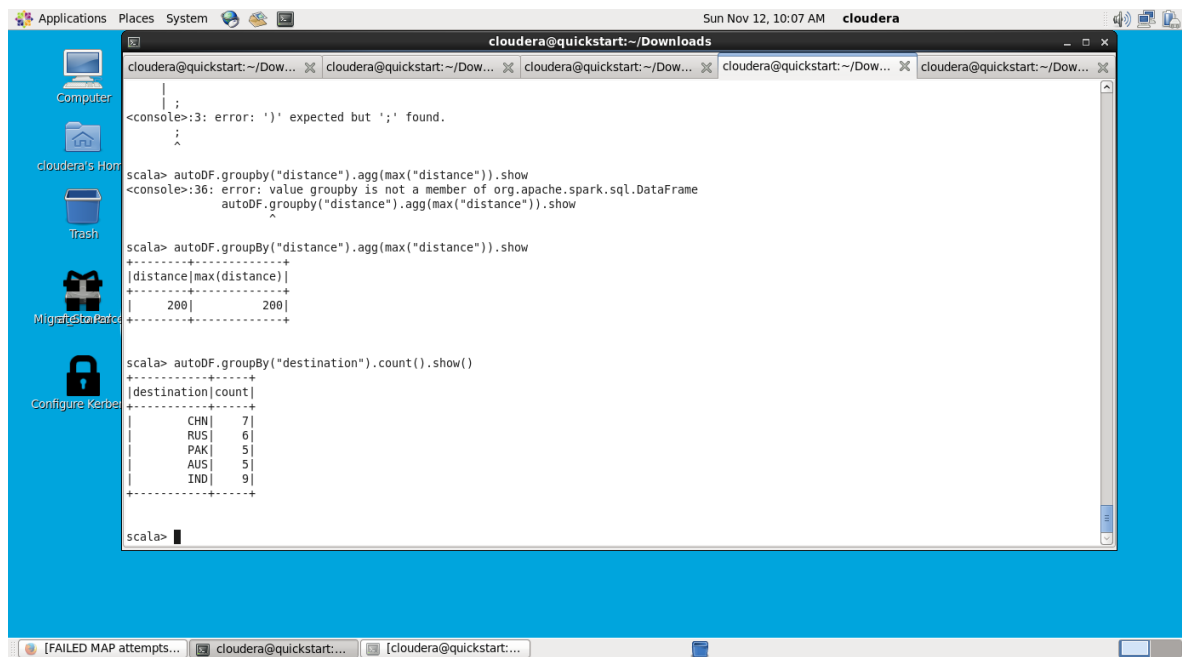 Applications Places System Sun Nov 12, 10:07 AM cloudera
cloudera@quickstart:~/Downloads
cloudera@quickstart:~/Dow... cloudera@quickstart:~/Dow... cloudera@quickstart:~/Dow... cloudera@quickstart:~/Dow... cloudera@quickstart:~/Dow...
Computer
cloudera's Hom
Trash
Configure Kerber
|
| ;
<console>:3: error: ')' expected but ';' found.
;
^
scala> autoDF.groupby("distance").agg(max("distance")).show
<console>:36: error: value groupby is not a member of org.apache.spark.sql.DataFrame
autoDF.groupby("distance").agg(max("distance")).show
^
scala> autoDF.groupBy("distance").agg(max("distance")).show
+--------+-------------+
|distance|max(distance)|
+--------+-------------+
|     200|          200|
+--------+-------------+
scala> autoDF.groupBy("destination").count().show()
+-----------+-----+
|destination|count|
+-----------+-----+
|        CHN|    7|
|        RUS|    6|
|        PAK|    5|
|        AUS|    5|
|        IND|    9|
+-----------+-----+
scala>
[FAILED MAP attempts... cloudera@quickstart:... [cloudera@quickstart:...